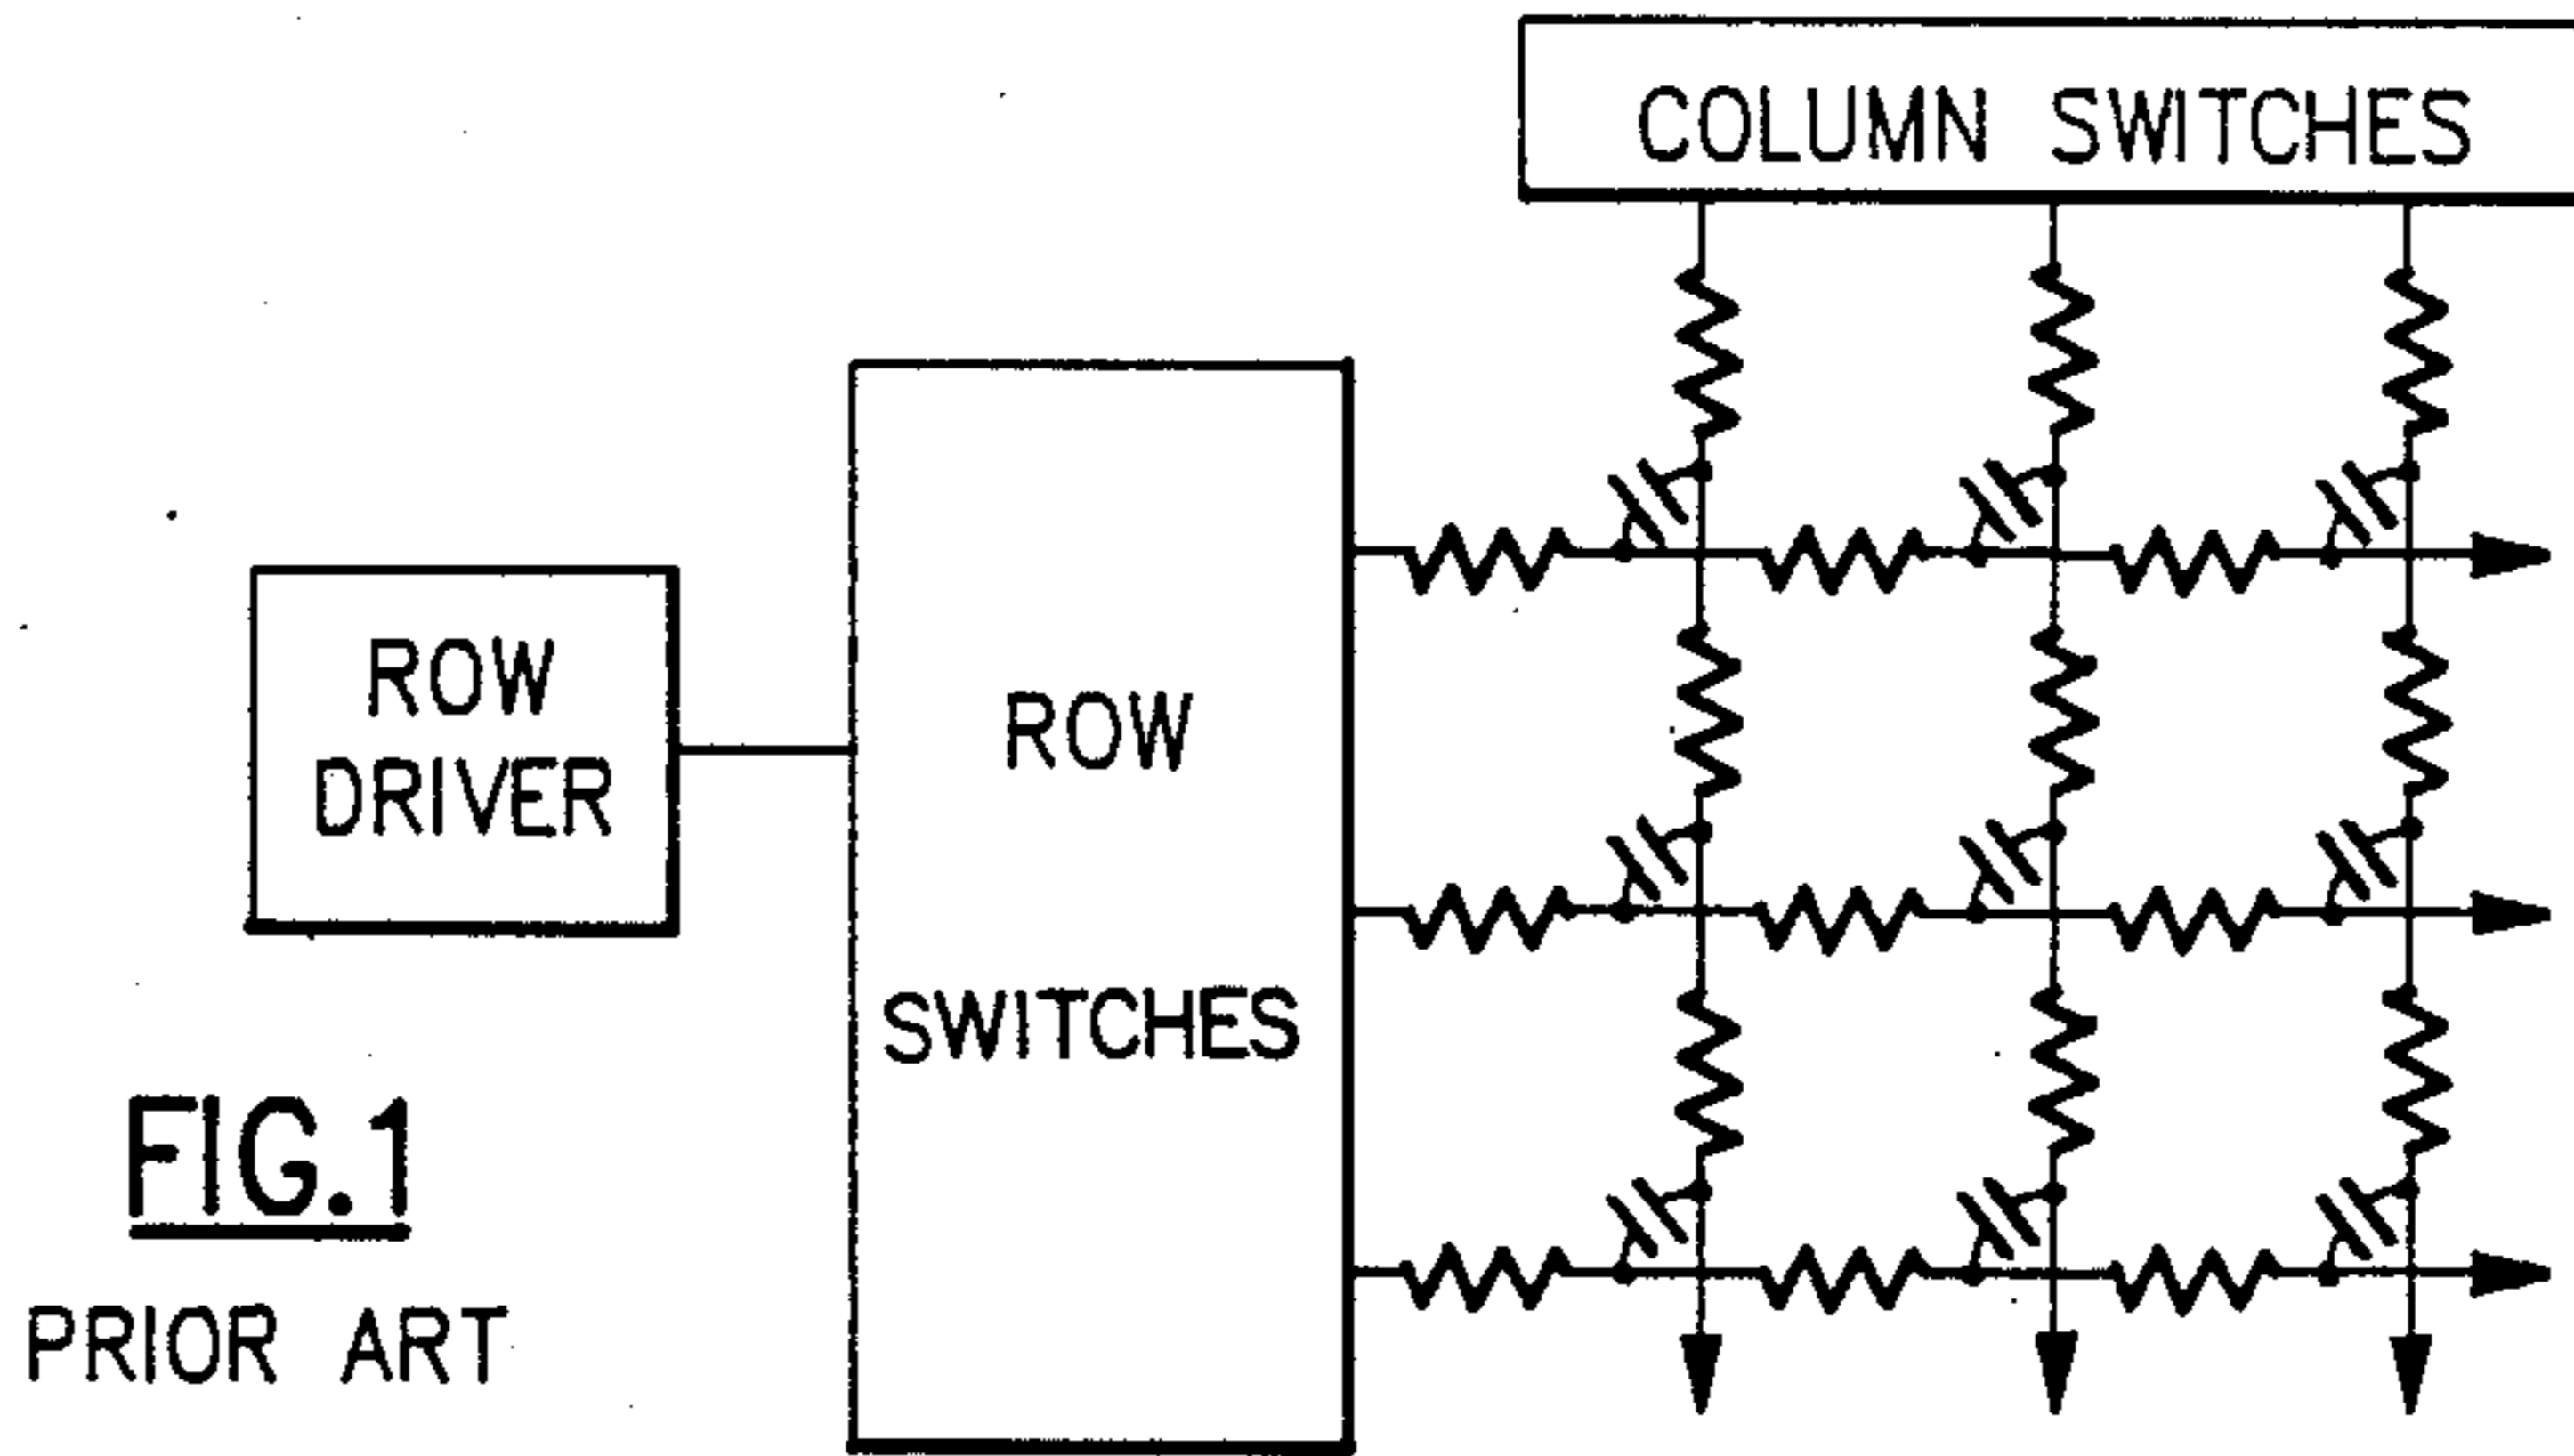 COLUMN SWITCHES
ROW
DRIVER
ROW
SWITCHES
FIG.1
PRIOR ART